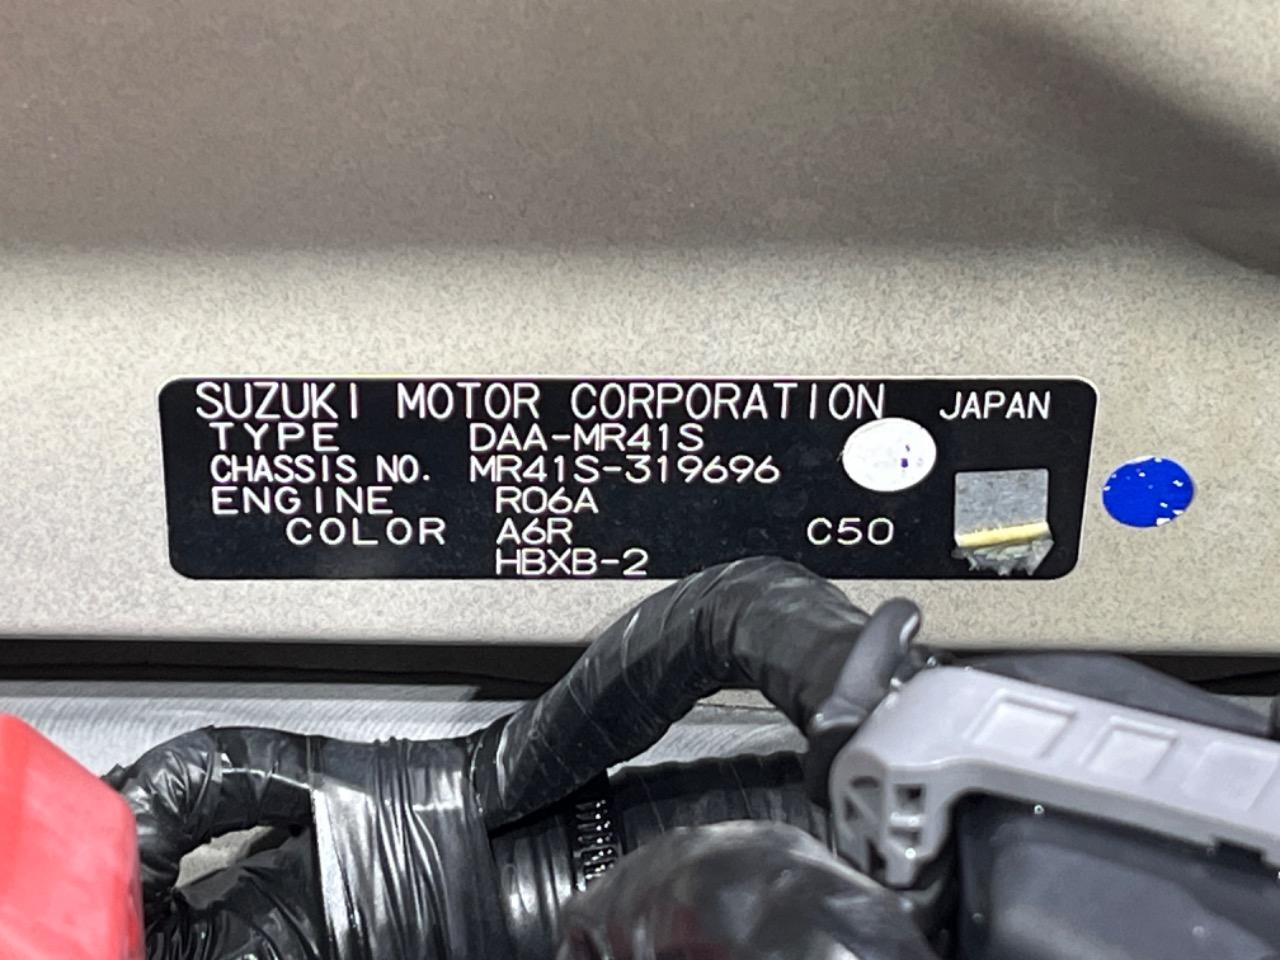 SUZUKI MOTOR CORPORATION JAPAN
TYPE DAA-MR41S
CHASSIS NO. MR41S-319696
ENGINE R06A
COLOR A6R C50
HBXB-2